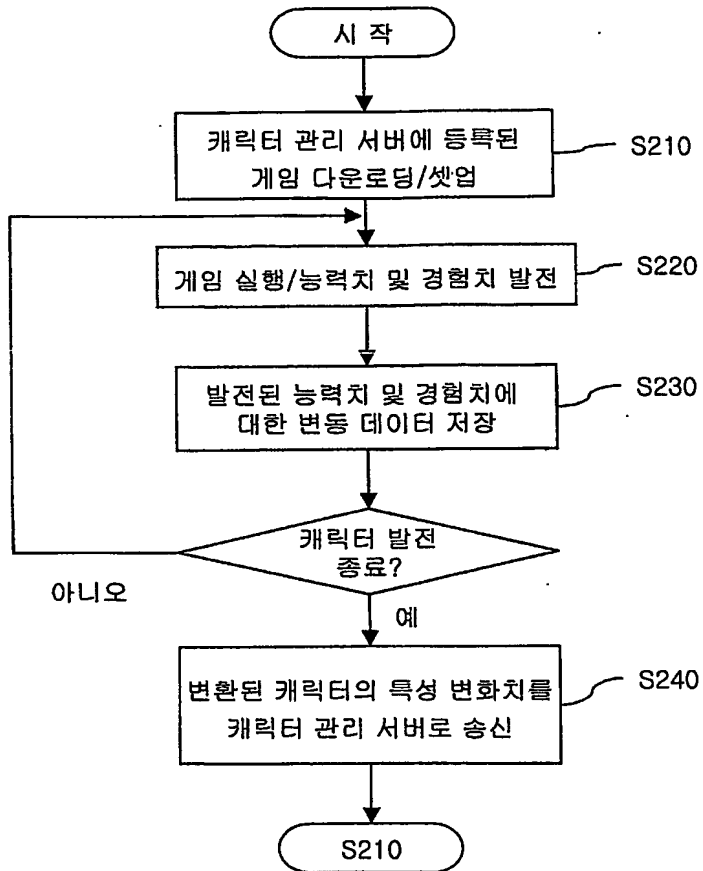 시 작
캐릭터 관리 서버에 등록된
게임 다운로딩/셋업
S210
게임 실행/능력치 및 경험치 발전
S220
발전된 능력치 및 경험치에
대한 변동 데이터 저장
S230
캐릭터 발전
종료?
아니오
예
변환된 캐릭터의 특성 변화치를
캐릭터 관리 서버로 송신
S240
S210